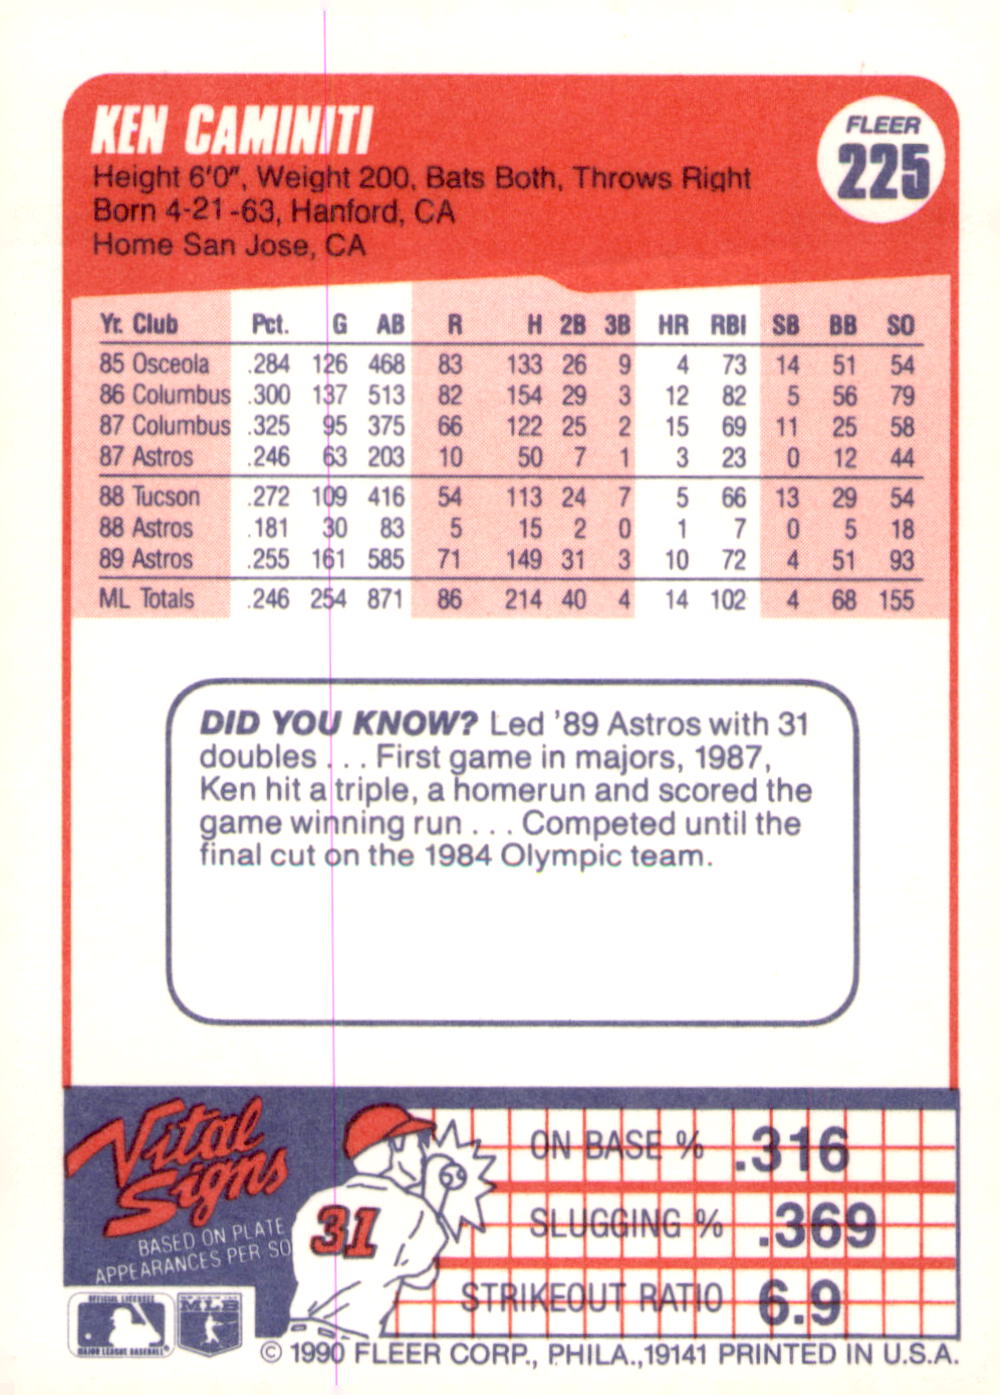 KEN CAMINITI
FLEER
225
Height 6'0", Weight 200, Bats Both, Throws Right
Born 4-21-63, Hanford, CA
Home San Jose, CA
Yr. Club Pct. G AB R H 2B 3B HR RBI SB BB SO
85 Osceola .284 126 468 83 133 26 9 4 73 14 51 54
86 Columbus .300 137 513 82 154 29 3 12 82 5 56 79
87 Columbus .325 95 375 66 122 25 2 15 69 11 25 58
87 Astros .246 63 203 10 50 7 1 3 23 0 12 44
88 Tucson .272 109 416 54 113 24 7 5 66 13 29 54
88 Astros .181 30 83 5 15 2 0 1 7 0 5 18
89 Astros .255 161 585 71 149 31 3 10 72 4 51 93
ML Totals .246 254 871 86 214 40 4 14 102 4 68 155
DID YOU KNOW? Led '89 Astros with 31
doubles . . . First game in majors, 1987,
Ken hit a triple, a homerun and scored the
game winning run . . . Competed until the
final cut on the 1984 Olympic team.
Vital
Signs
BASED ON PLATE
APPEARANCES PER SO
31
ON BASE % .316
SLUGGING % .369
STRIKEOUT RATIO 6.9
OFFICIAL LICENSEE
MAJOR LEAGUE BASEBALL
MLB
© 1990 FLEER CORP., PHILA.,19141 PRINTED IN U.S.A.